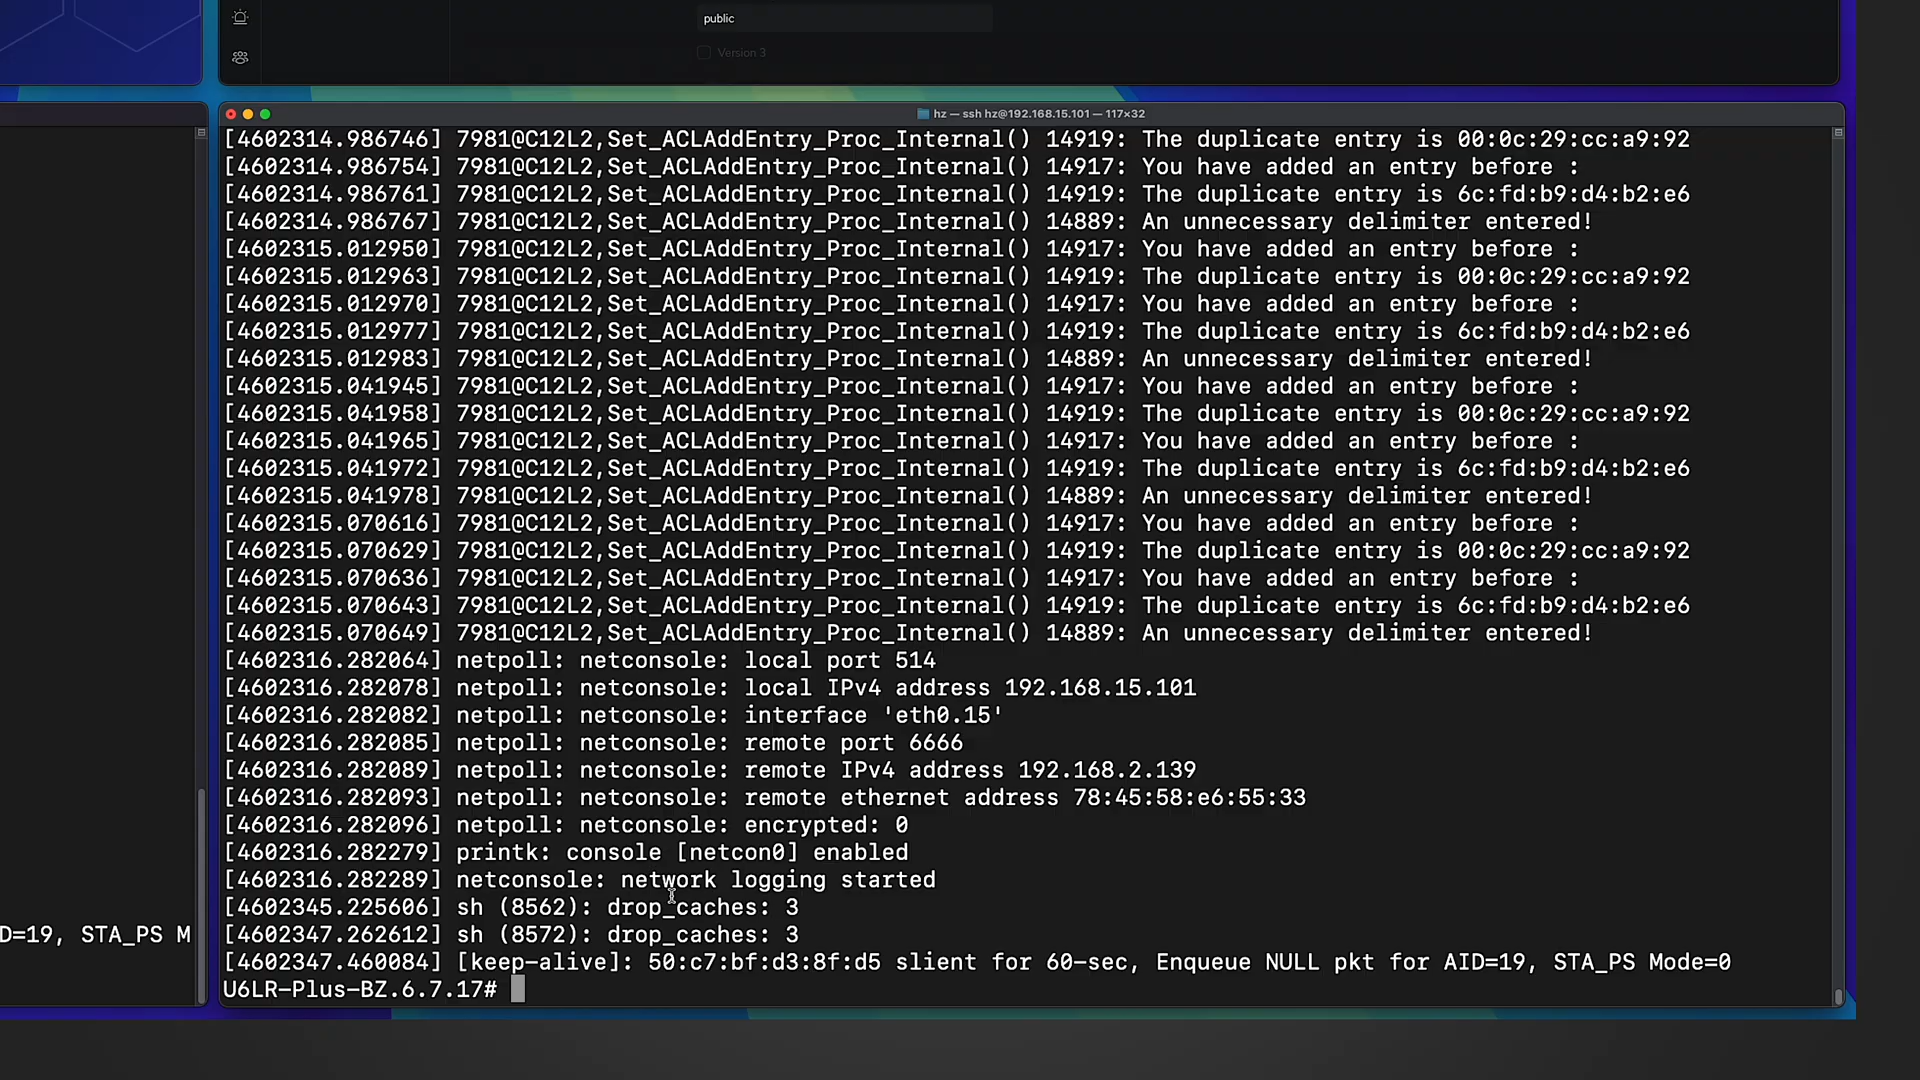 public
Version 3
hz — ssh hz@192.168.15.101 — 117×32
[4602314.986746] 7981@C12L2,Set_ACLAddEntry_Proc_Internal() 14919: The duplicate entry is 00:0c:29:cc:a9:92
[4602314.986754] 7981@C12L2,Set_ACLAddEntry_Proc_Internal() 14917: You have added an entry before :
[4602314.986761] 7981@C12L2,Set_ACLAddEntry_Proc_Internal() 14919: The duplicate entry is 6c:fd:b9:d4:b2:e6
[4602314.986767] 7981@C12L2,Set_ACLAddEntry_Proc_Internal() 14889: An unnecessary delimiter entered!
[4602315.012950] 7981@C12L2,Set_ACLAddEntry_Proc_Internal() 14917: You have added an entry before :
[4602315.012963] 7981@C12L2,Set_ACLAddEntry_Proc_Internal() 14919: The duplicate entry is 00:0c:29:cc:a9:92
[4602315.012970] 7981@C12L2,Set_ACLAddEntry_Proc_Internal() 14917: You have added an entry before :
[4602315.012977] 7981@C12L2,Set_ACLAddEntry_Proc_Internal() 14919: The duplicate entry is 6c:fd:b9:d4:b2:e6
[4602315.012983] 7981@C12L2,Set_ACLAddEntry_Proc_Internal() 14889: An unnecessary delimiter entered!
[4602315.041945] 7981@C12L2,Set_ACLAddEntry_Proc_Internal() 14917: You have added an entry before :
[4602315.041958] 7981@C12L2,Set_ACLAddEntry_Proc_Internal() 14919: The duplicate entry is 00:0c:29:cc:a9:92
[4602315.041965] 7981@C12L2,Set_ACLAddEntry_Proc_Internal() 14917: You have added an entry before :
[4602315.041972] 7981@C12L2,Set_ACLAddEntry_Proc_Internal() 14919: The duplicate entry is 6c:fd:b9:d4:b2:e6
[4602315.041978] 7981@C12L2,Set_ACLAddEntry_Proc_Internal() 14889: An unnecessary delimiter entered!
[4602315.070616] 7981@C12L2,Set_ACLAddEntry_Proc_Internal() 14917: You have added an entry before :
[4602315.070629] 7981@C12L2,Set_ACLAddEntry_Proc_Internal() 14919: The duplicate entry is 00:0c:29:cc:a9:92
[4602315.070636] 7981@C12L2,Set_ACLAddEntry_Proc_Internal() 14917: You have added an entry before :
[4602315.070643] 7981@C12L2,Set_ACLAddEntry_Proc_Internal() 14919: The duplicate entry is 6c:fd:b9:d4:b2:e6
[4602315.070649] 7981@C12L2,Set_ACLAddEntry_Proc_Internal() 14889: An unnecessary delimiter entered!
[4602316.282064] netpoll: netconsole: local port 514
[4602316.282078] netpoll: netconsole: local IPv4 address 192.168.15.101
[4602316.282082] netpoll: netconsole: interface 'eth0.15'
[4602316.282085] netpoll: netconsole: remote port 6666
[4602316.282089] netpoll: netconsole: remote IPv4 address 192.168.2.139
[4602316.282093] netpoll: netconsole: remote ethernet address 78:45:58:e6:55:33
[4602316.282096] netpoll: netconsole: encrypted: 0
[4602316.282279] printk: console [netcon0] enabled
[4602316.282289] netconsole: network logging started
[4602345.225606] sh (8562): drop_caches: 3
[4602347.262612] sh (8572): drop_caches: 3
[4602347.460084] [keep-alive]: 50:c7:bf:d3:8f:d5 slient for 60-sec, Enqueue NULL pkt for AID=19, STA_PS Mode=0
U6LR-Plus-BZ.6.7.17#
D=19, STA_PS M